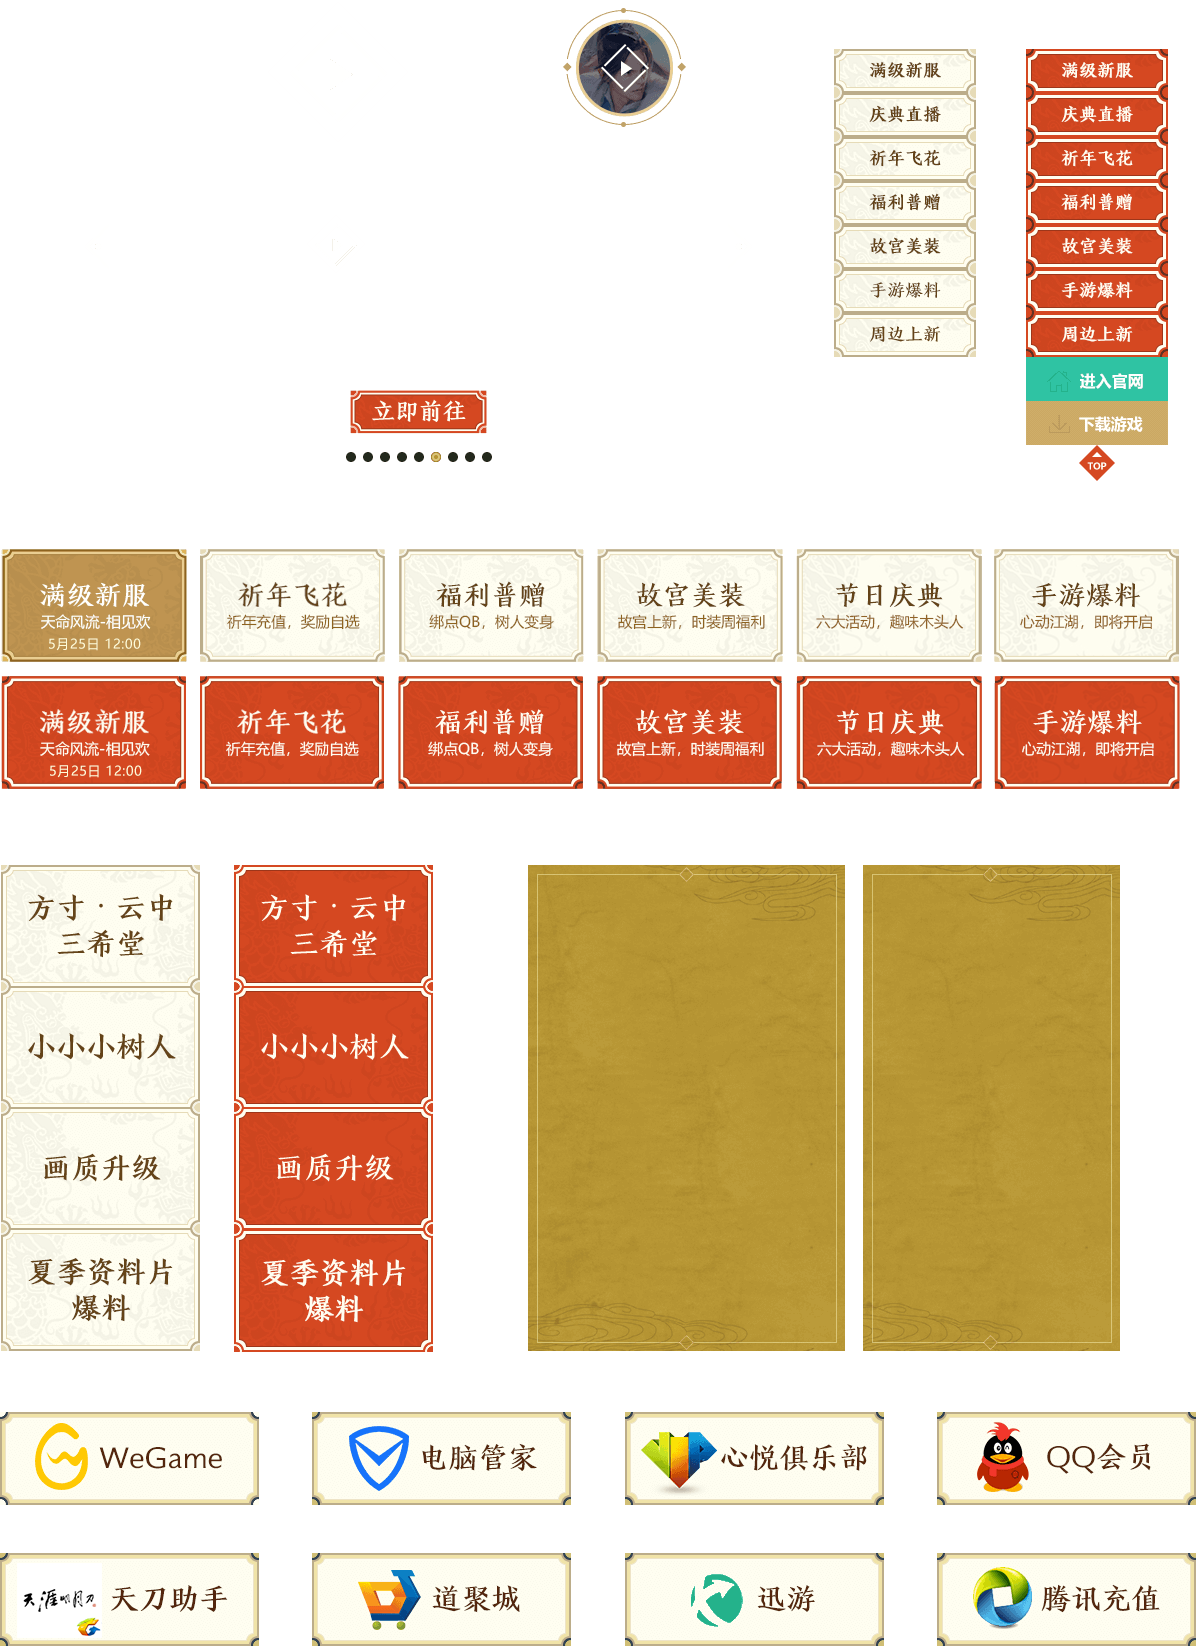 满级新服
庆典直播
祈年飞花
福利普赠
故宫美装
手游爆料
周边上新
满级新服
庆典直播
祈年飞花
福利普赠
故宫美装
手游爆料
周边上新
进入官网
下载游戏
TOP
立即前往
满级新服
天命风流-相见欢
5月25日 12:00
祈年飞花
祈年充值，奖励自选
福利普赠
绑点QB，树人变身
故宫美装
故宫上新，时装周福利
节日庆典
六大活动，趣味木头人
手游爆料
心动江湖，即将开启
满级新服
天命风流-相见欢
5月25日 12:00
祈年飞花
祈年充值，奖励自选
福利普赠
绑点QB，树人变身
故宫美装
故宫上新，时装周福利
节日庆典
六大活动，趣味木头人
手游爆料
心动江湖，即将开启
方寸·云中
三希堂
小小小树人
画质升级
夏季资料片
爆料
方寸·云中
三希堂
小小小树人
画质升级
夏季资料片
爆料
WeGame
电脑管家
心悦俱乐部
QQ会员
天涯明月刀
天刀助手
道聚城
迅游
腾讯充值